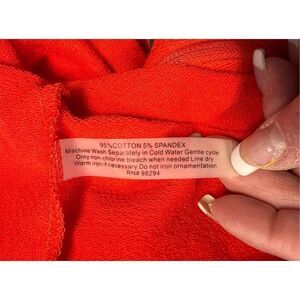 95%COTTON 5% SPANDEX
Machine Wash Separately in Cold Water Gentle cycle
Only non-chlorine bleach when needed Line dry
Warm iron if necessary Do not iron ornamentation
RN# 98294